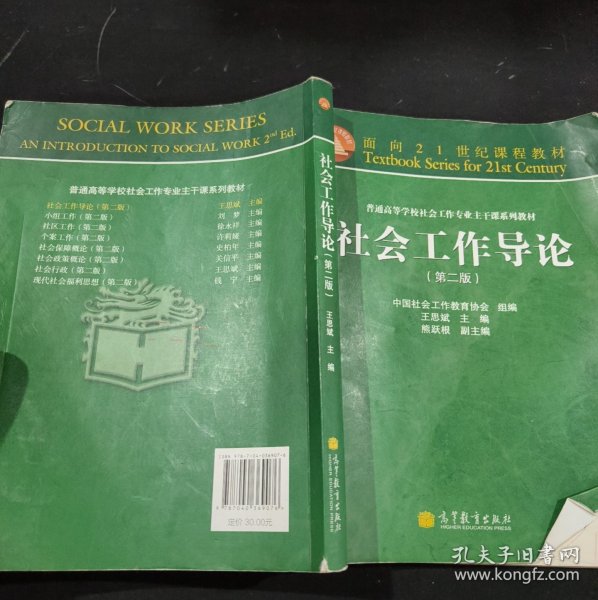 SOCIAL WORK SERIES
AN INTRODUCTION TO SOCIAL WORK 2nd Ed.
普通高等学校社会工作专业主干课系列教材
社会工作导论（第二版） 王思斌 主编
小组工作（第二版） 刘梦 主编
社区工作（第二版） 徐永祥 主编
个案工作（第二版） 许莉娅 主编
社会保障概论（第二版） 史柏年 主编
社会政策概论（第二版） 关信平 主编
社会行政（第二版） 王思斌 主编
现代社会福利思想（第二版） 钱宁 主编
ISBN 978-7-04-036907-6
9 787040 369076
定价 30.00元
社会工作导论（第二版）
王思斌 主编
高等教育出版社
HIGHER EDUCATION PRESS
面向21世纪课程教材
Textbook Series for 21st Century
普通高等学校社会工作专业主干课系列教材
社会工作导论
（第二版）
中国社会工作教育协会 组编
王思斌 主编
熊跃根 副主编
高等教育出版社
HIGHER EDUCATION PRESS
孔夫子旧书网
www.kongfz.com